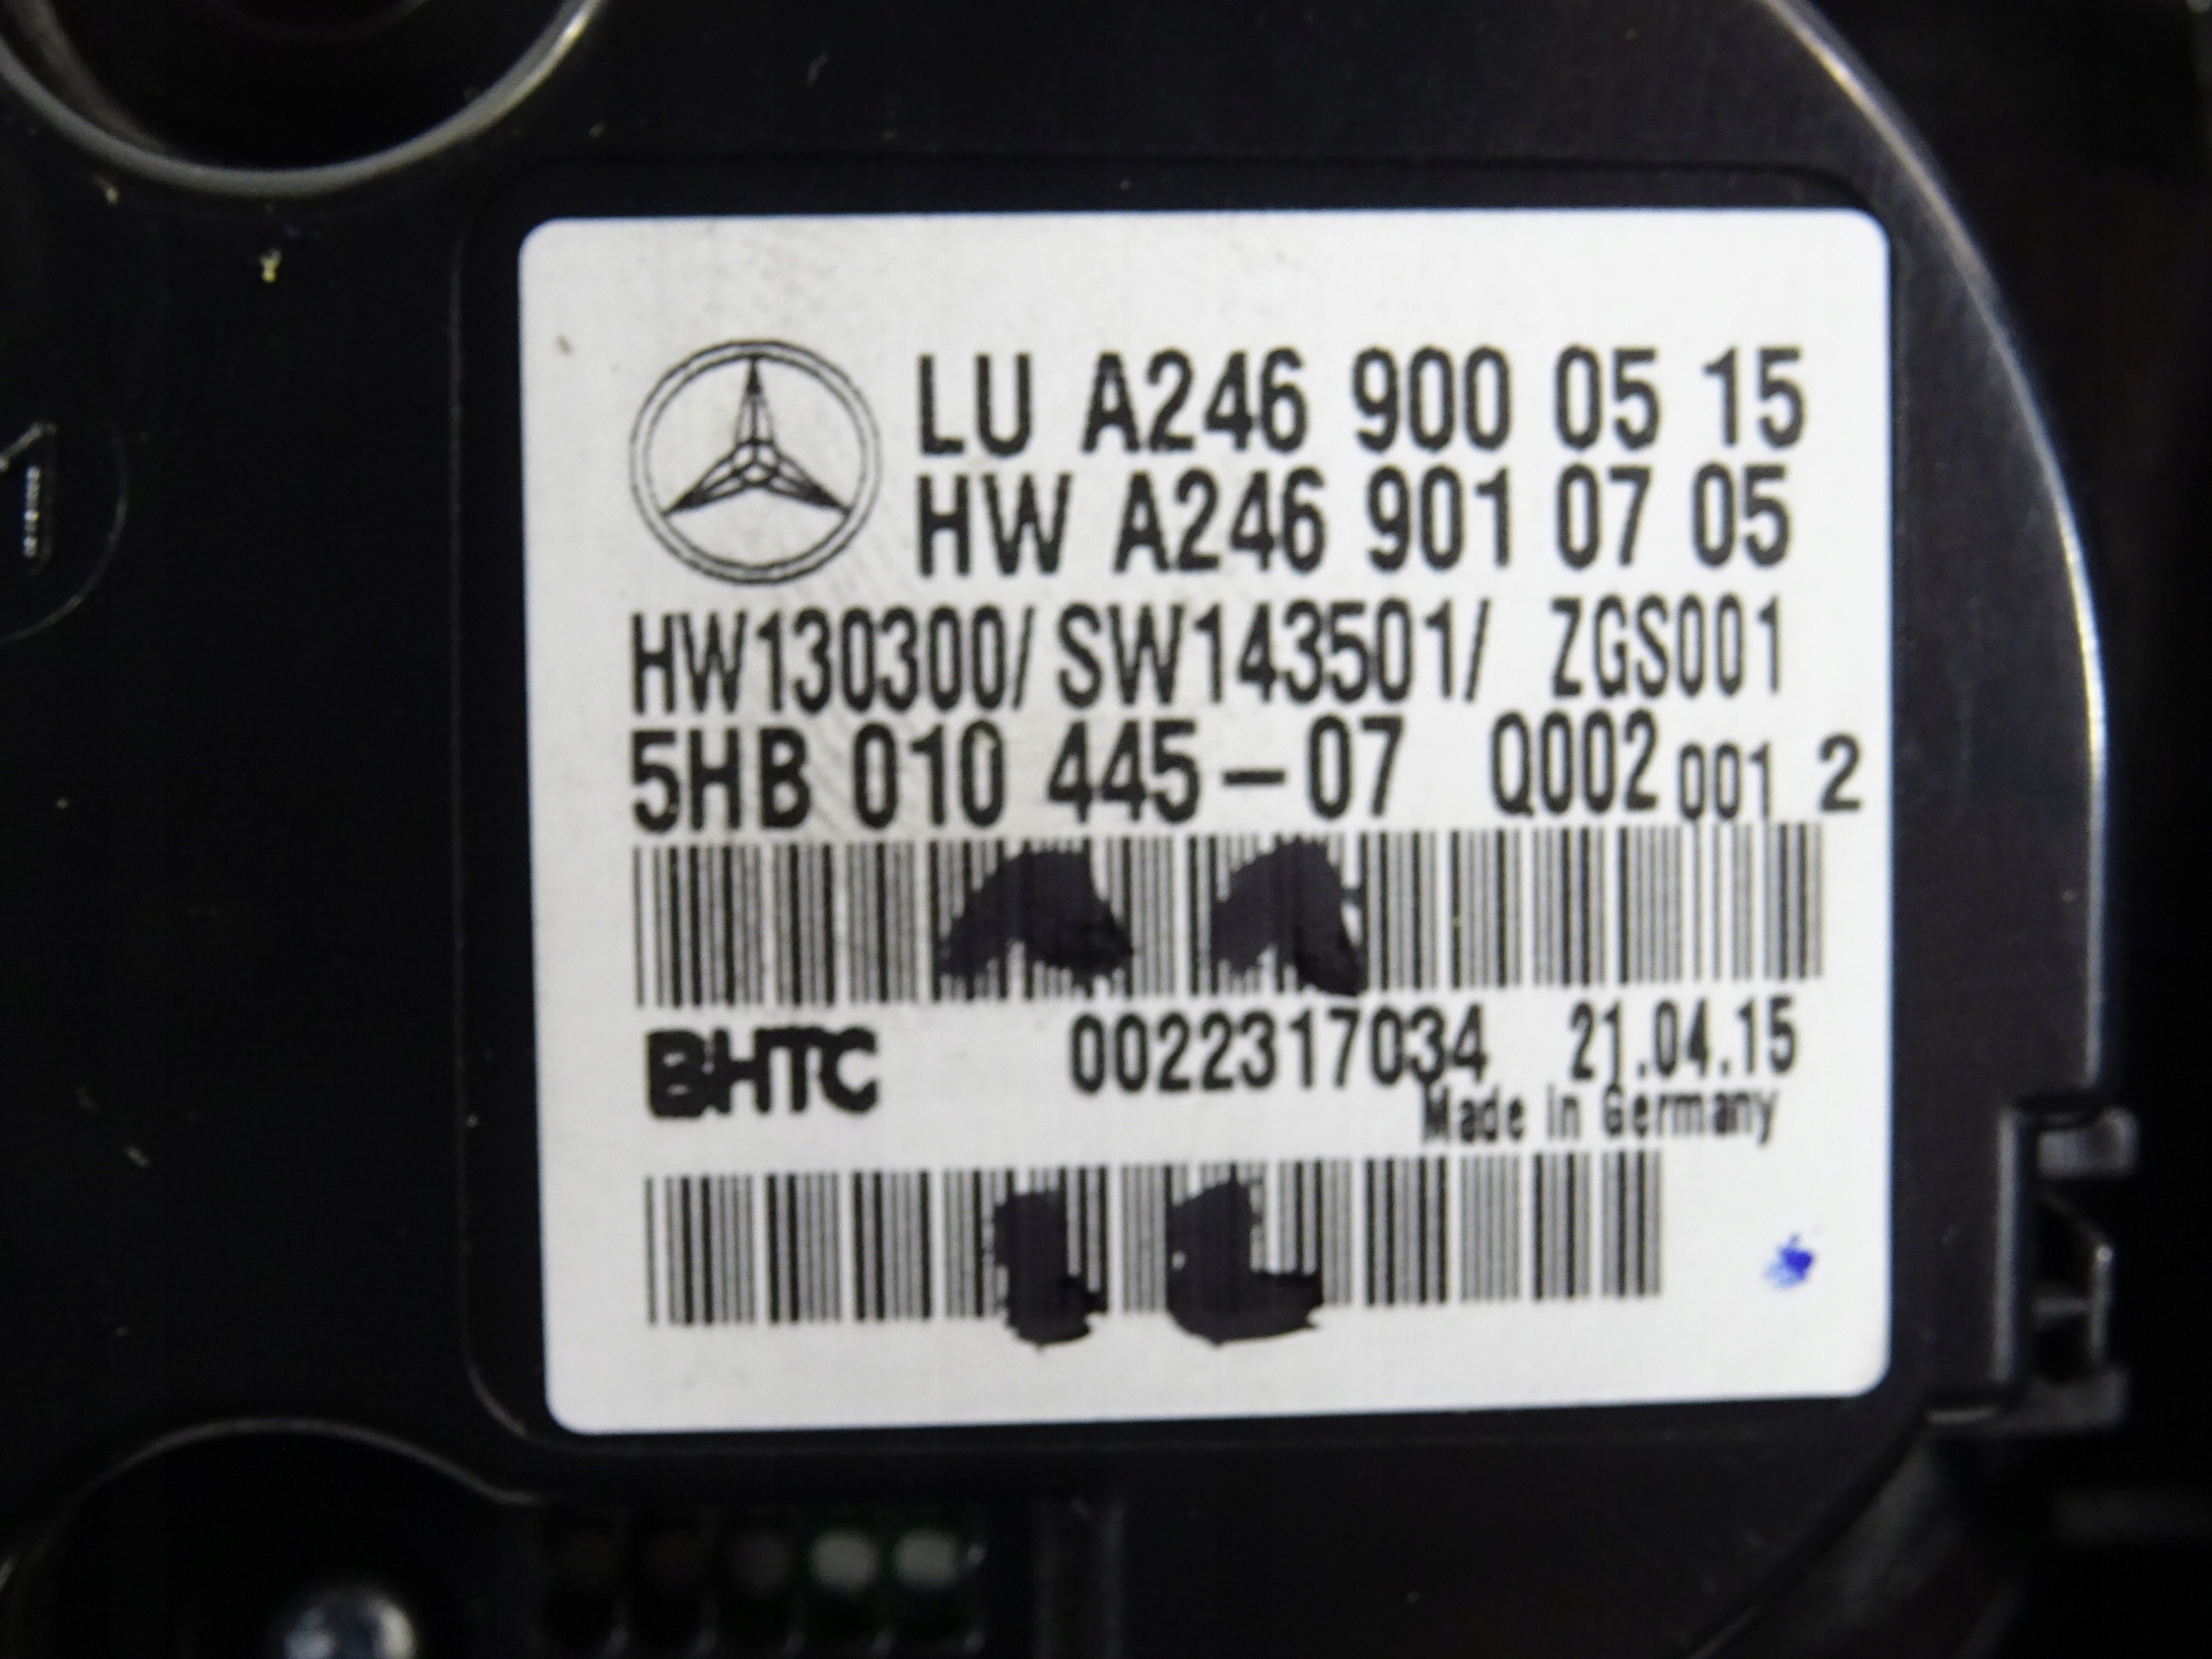 LU A246 900 05 15
HW A246 901 07 05
HW130300/SW143501/ ZGS001
5HB 010 445-07 Q002 001 2
BHTC 0022317034 21.04.15
Made in Germany